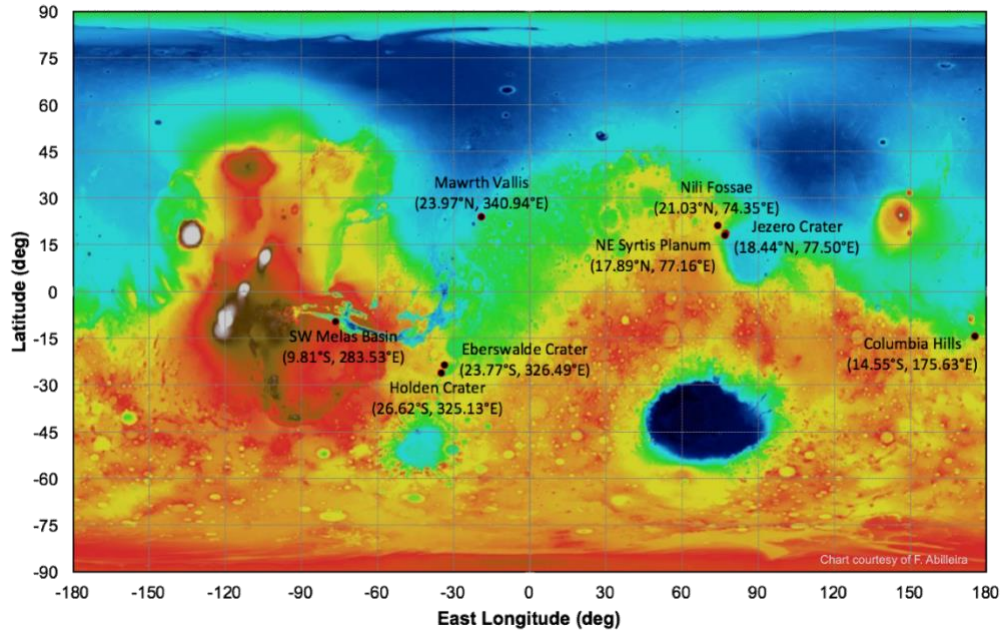 90
75
60
45
30
15
0
-15
-30
-45
-60
-75
-90
Latitude (deg)
Mawrth Vallis
(23.97°N, 340.94°E)
Nili Fossae
(21.03°N, 74.35°E)
Jezero Crater
(18.44°N, 77.50°E)
NE Syrtis Planum
(17.89°N, 77.16°E)
SW Melas Basin
(9.81°S, 283.53°E)
Eberswalde Crater
(23.77°S, 326.49°E)
Holden Crater
(26.62°S, 325.13°E)
Columbia Hills
(14.55°S, 175.63°E)
Chart courtesy of F. Abilleira
-180 -150 -120 -90 -60 -30 0 30 60 90 120 150 180
East Longitude (deg)